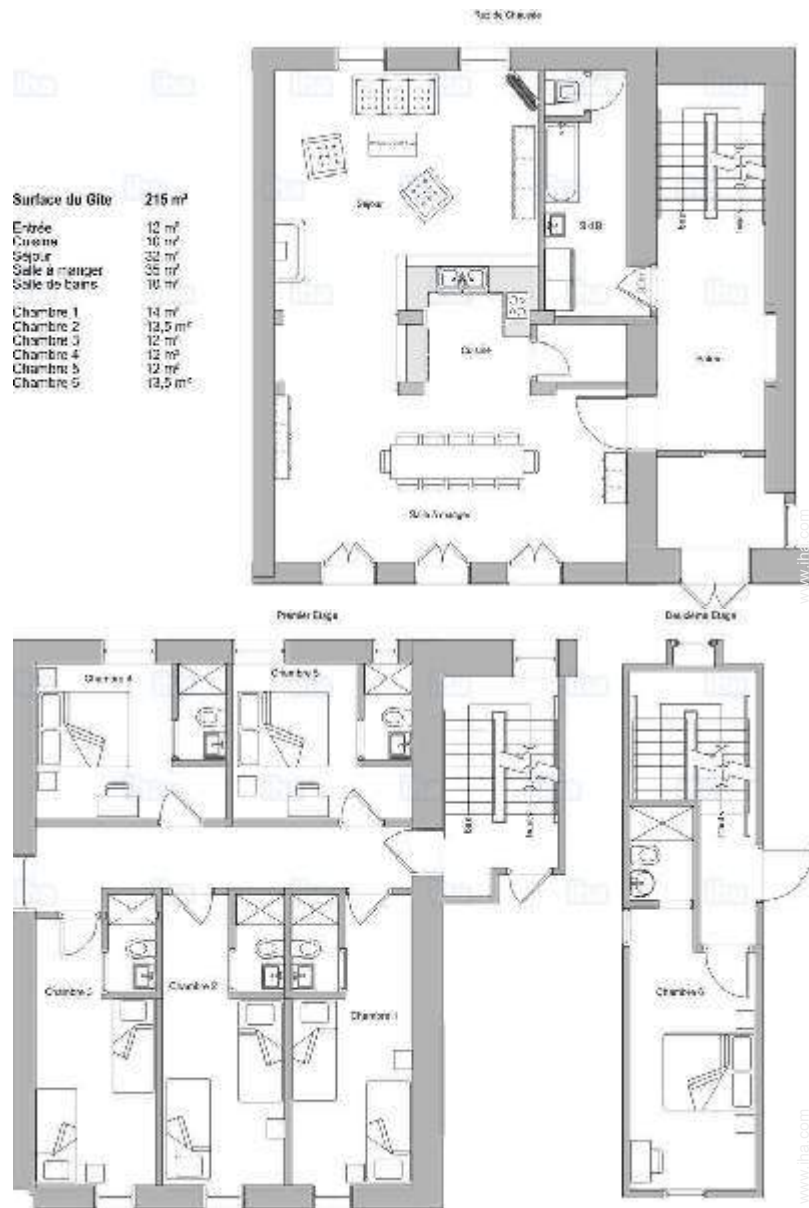 Rez de Chaussée
Surface du Gîte 215 m²
Entrée 12 m²
Cuisine 10 m²
Séjour 32 m²
Salle à manger 35 m²
Salle de bains 10 m²
Chambre 1 14 m²
Chambre 2 13,5 m²
Chambre 3 12 m²
Chambre 4 12 m²
Chambre 5 12 m²
Chambre 6 13,5 m²
Séjour
SdB
Cuisine
Entrée
Salle à manger
www.iha.com
Premier Etage
Deuxième Etage
Chambre 4
Chambre 5
Chambre 3
Chambre 2
Chambre 1
Chambre 6
www.iha.com